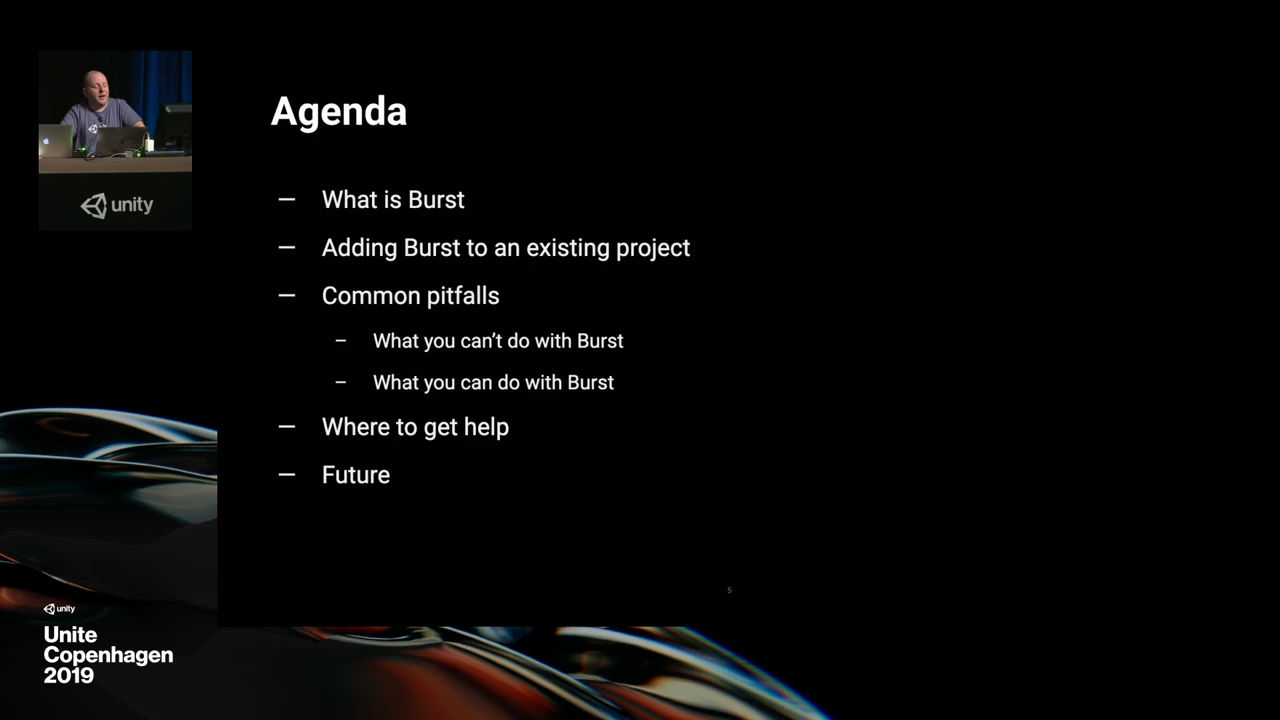 Agenda
— What is Burst
— Adding Burst to an existing project
— Common pitfalls
– What you can’t do with Burst
– What you can do with Burst
— Where to get help
— Future
5
unity
unity
Unite
Copenhagen
2019